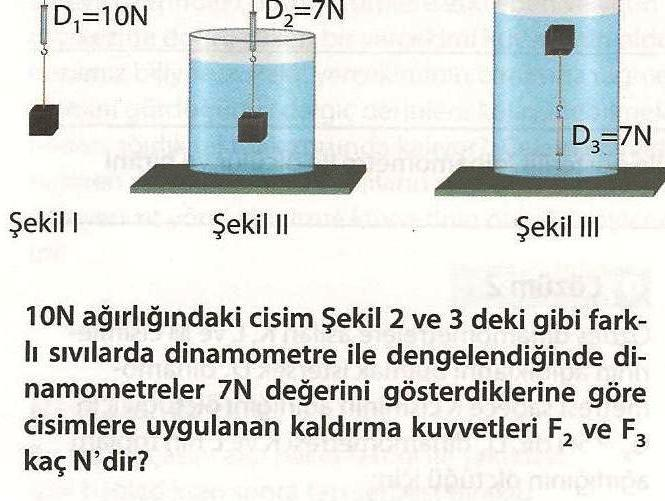 D₁=10N
D₂=7N
D₃=7N
Şekil I
Şekil II
Şekil III
10N ağırlığındaki cisim Şekil 2 ve 3 deki gibi fark-
lı sıvılarda dinamometre ile dengelendiğinde di-
namometreler 7N değerini gösterdiklerine göre
cisimlere uygulanan kaldırma kuvvetleri F₂ ve F₃
kaç N'dir?